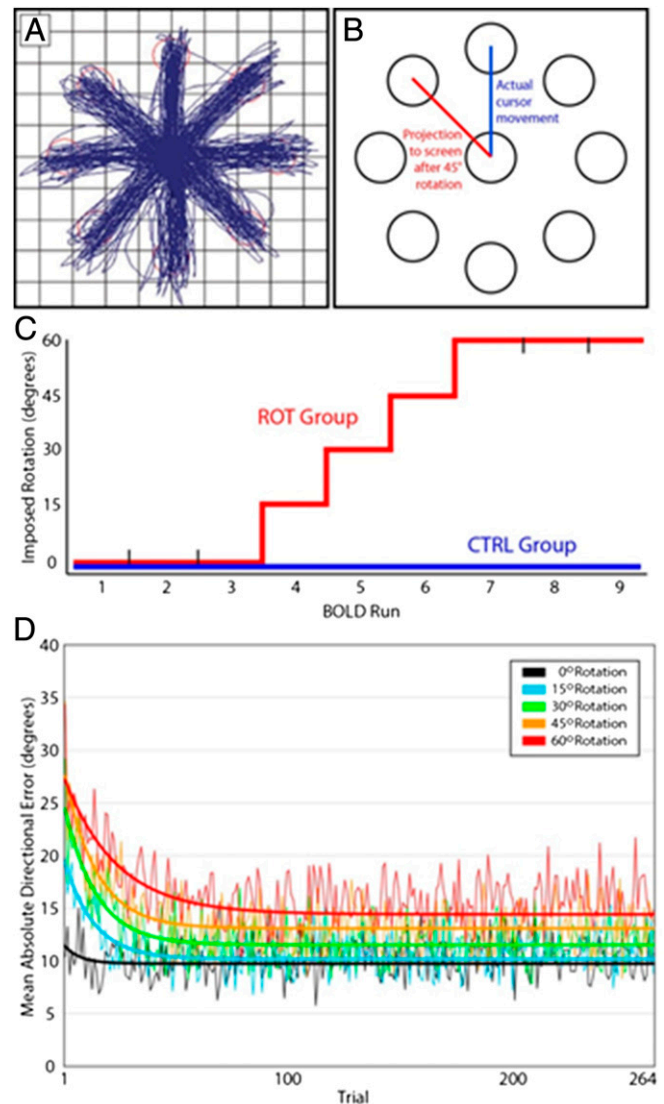 A
B
Actual
cursor
movement
Projection
to screen
after 45°
rotation
C
Imposed Rotation (degrees)
60
45
30
15
0
ROT Group
CTRL Group
1 2 3 4 5 6 7 8 9
BOLD Run
D
Mean Absolute Directional Error (degrees)
40
35
30
25
20
15
10
5
0
0° Rotation
15° Rotation
30° Rotation
45° Rotation
60° Rotation
1 100 200 264
Trial